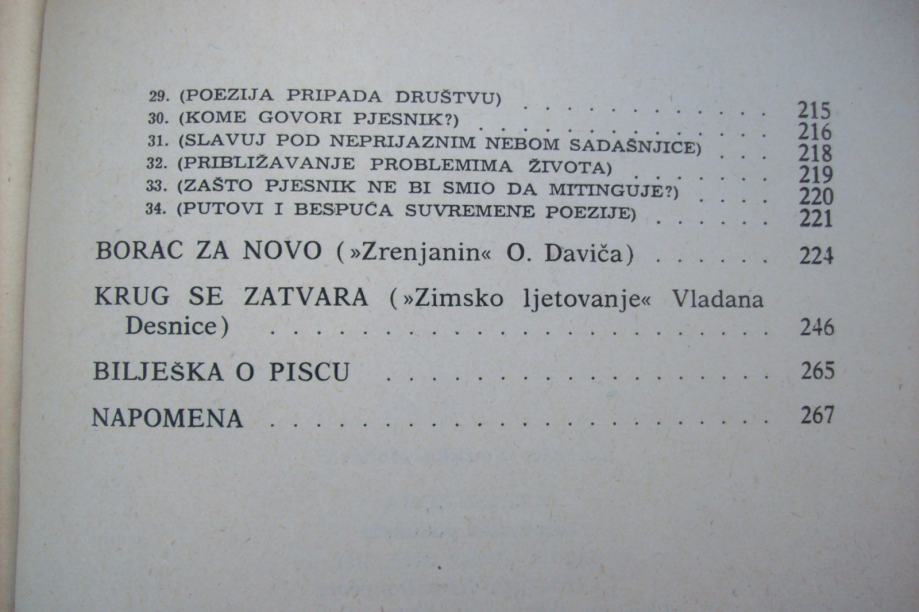 29. (POEZIJA PRIPADA DRUŠTVU) . . . . . . . . . . . 215
30. (KOME GOVORI PJESNIK?) . . . . . . . . . . . . . 216
31. (SLAVUJ POD NEPRIJAZNIM NEBOM SADAŠNJICE) . . . 218
32. (PRIBLIŽAVANJE PROBLEMIMA ŽIVOTA) . . . . . . . 219
33. (ZAŠTO PJESNIK NE BI SMIO DA MITINGUJE?) . . . . 220
34. (PUTOVI I BESPUĆA SUVREMENE POEZIJE) . . . . . . 221
BORAC ZA NOVO (»Zrenjanin« O. Daviča) . . . . . . 224
KRUG SE ZATVARA (»Zimsko ljetovanje« Vladana
Desnice) . . . . . . . . . . . . . . . . . . . . . . . 246
BILJEŠKA O PISCU . . . . . . . . . . . . . . . . . . 265
NAPOMENA . . . . . . . . . . . . . . . . . . . . . . . 267